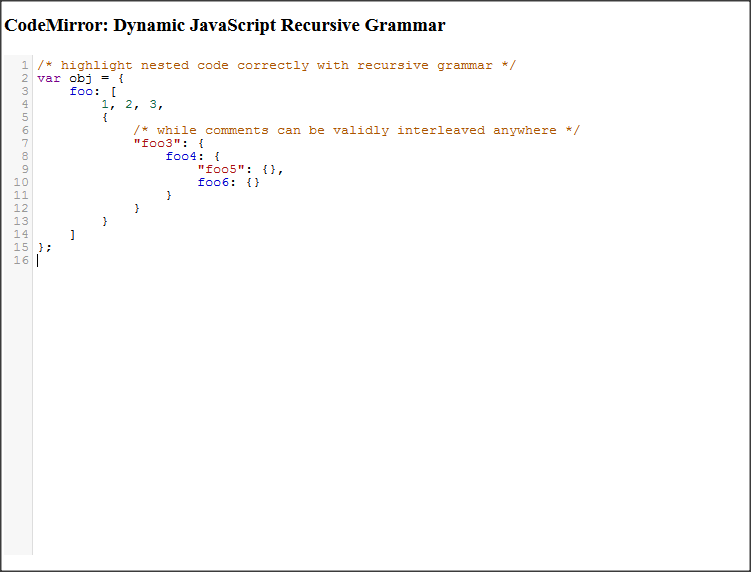 CodeMirror: Dynamic JavaScript Recursive Grammar
1 /* highlight nested code correctly with recursive grammar */
2 var obj = {
3     foo: [
4         1, 2, 3,
5         {
6             /* while comments can be validly interleaved anywhere */
7             "foo3": {
8                 foo4: {
9                     "foo5": {},
10                     foo6: {}
11                 }
12             }
13         }
14     ]
15 };
16